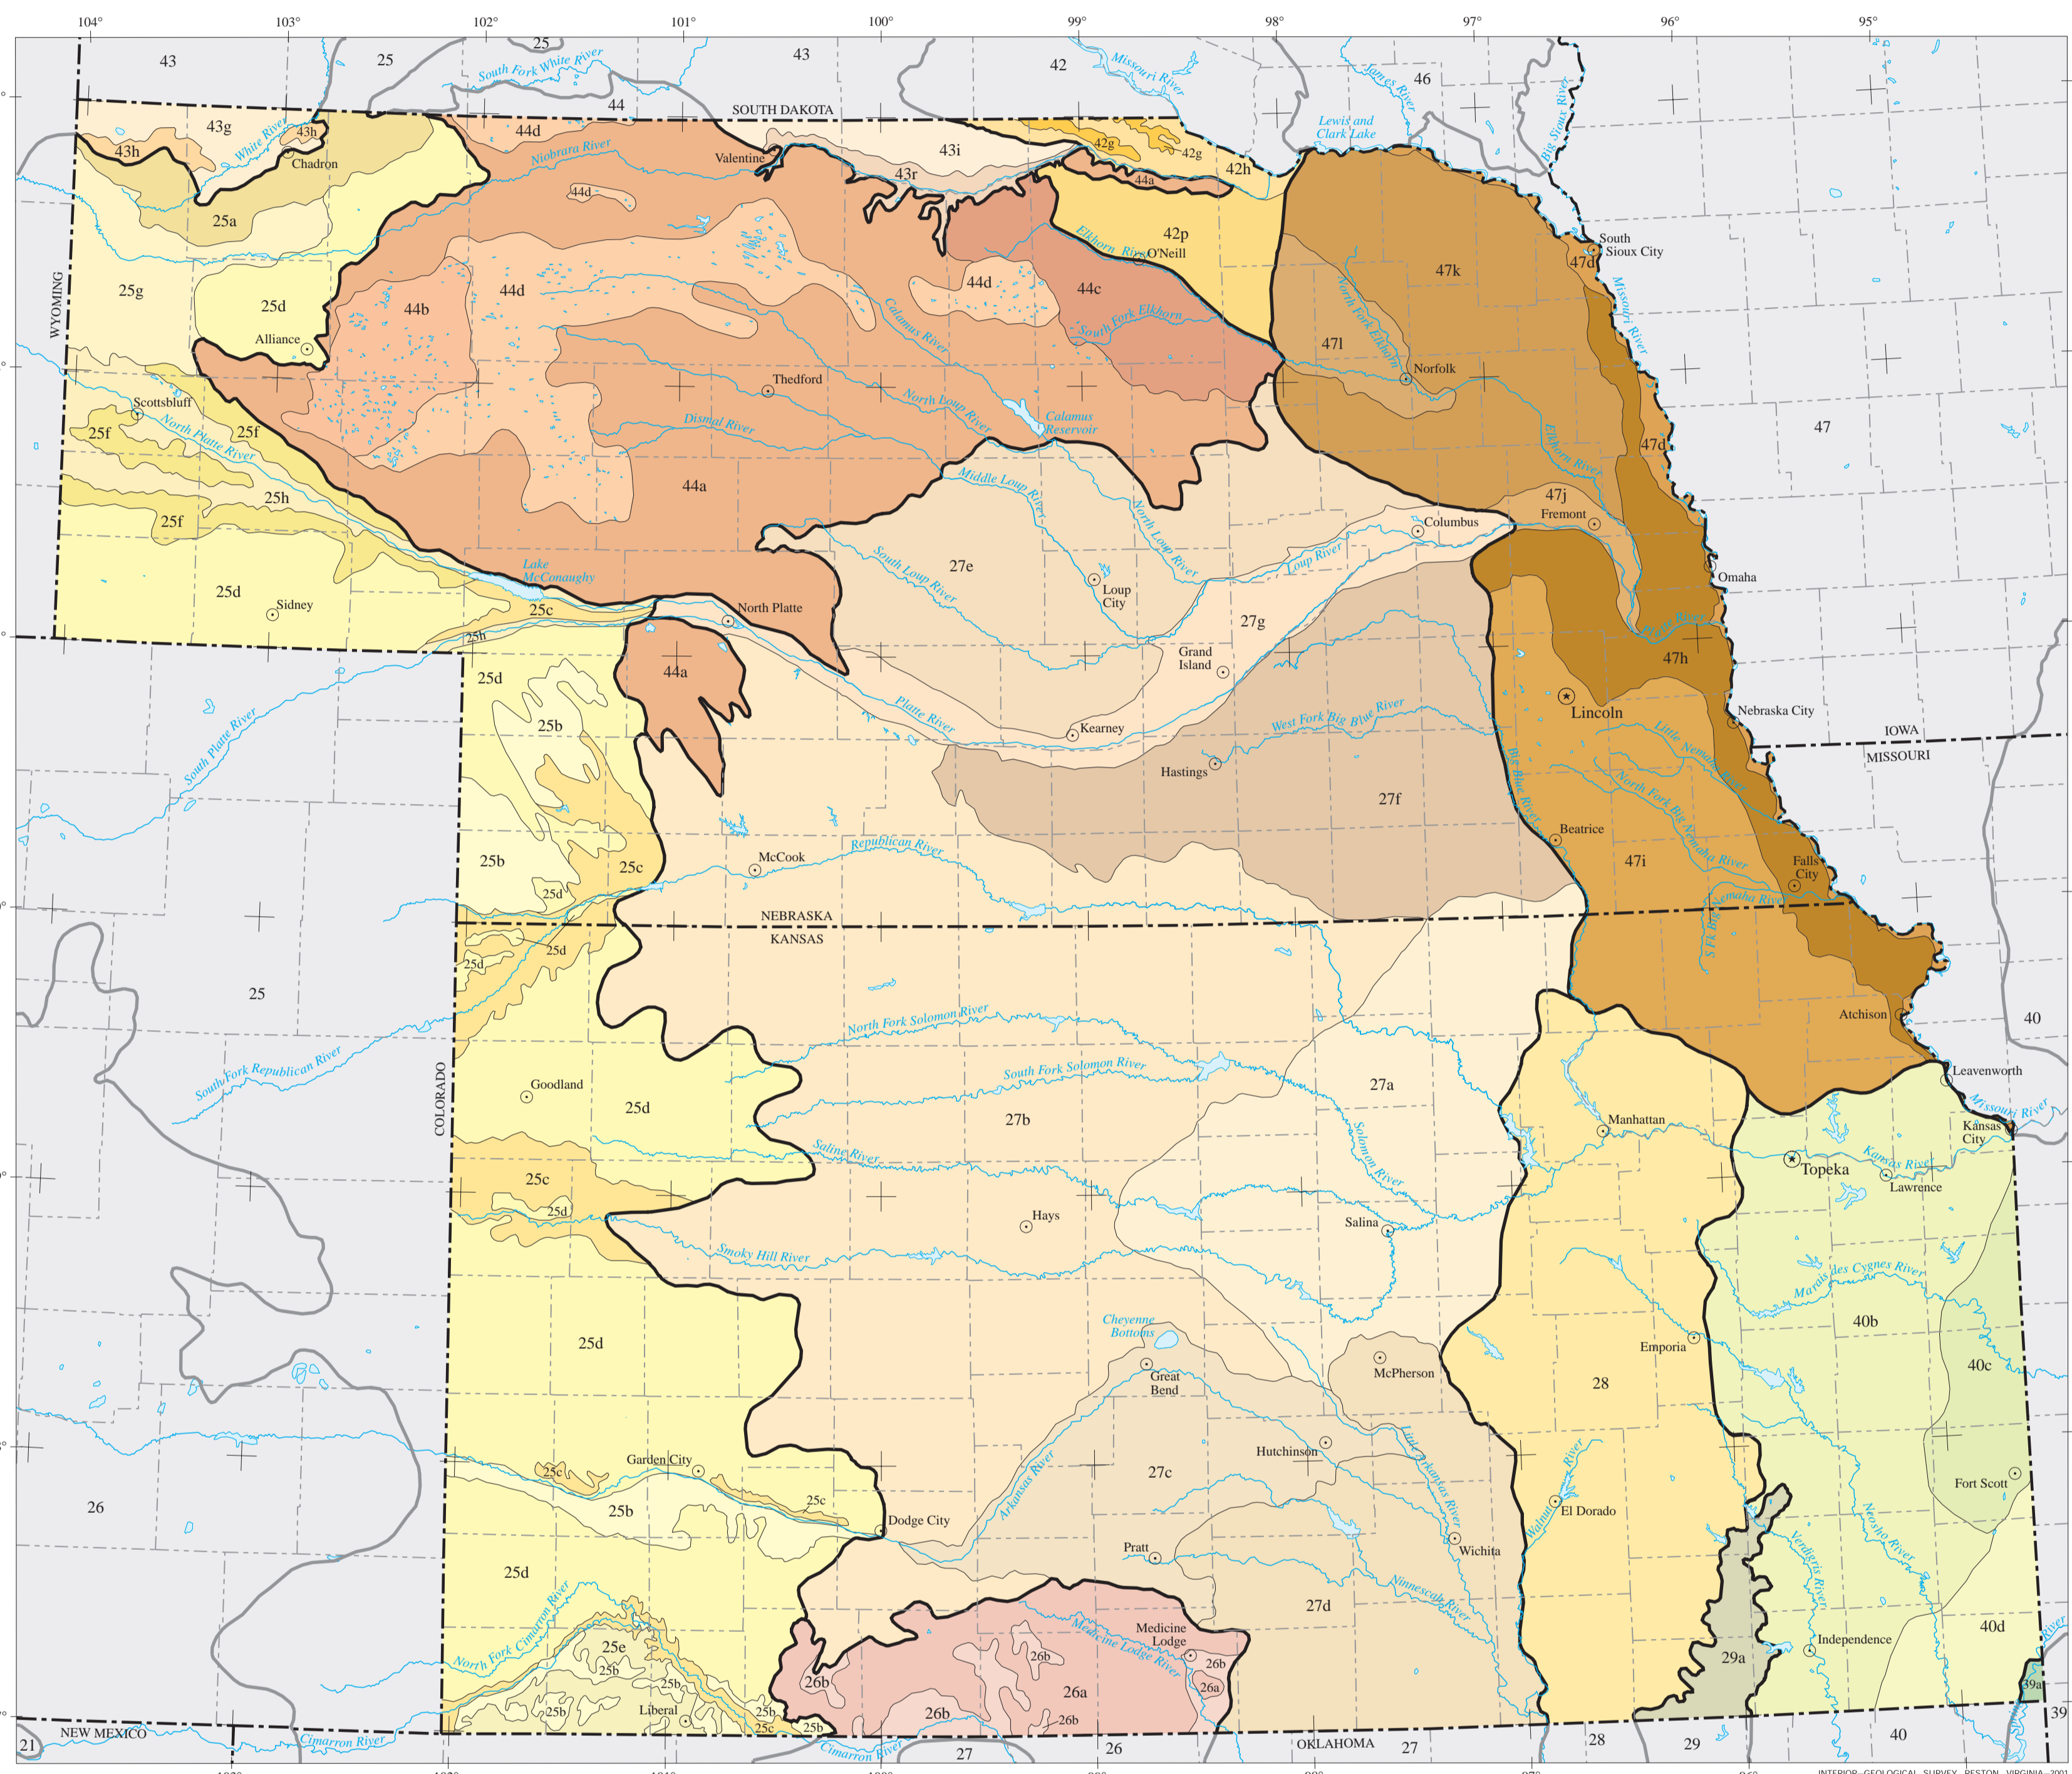 104° 103° 102° 101° 100° 99° 98° 97° 96° 95°
43 25 25 43 42 46
South Fork White River
Missouri River
James River
Big Sioux River
44
SOUTH DAKOTA
Lewis and
Clark Lake
43g
White River
43h
43h
Chadron
44d
Niobrara River
Valentine
43i
43r
42g
42g
42h
44a
25a
44d
42p
Elkhorn River
O'Neill
47k
South
Sioux City
47d
WYOMING
25g
25d
44b
44d
44d
44c
South Fork Elkhorn
North Fork Elkhorn
Missouri River
Alliance
Calamus River
47l
Norfolk
Thedford
Scottsbluff
North Platte River
25f
25f
Dismal River
North Loup River
Calamus
Reservoir
47
47d
Elkhorn River
25h
25f
44a
Middle Loup River
North Loup River
47j
Fremont
Columbus
Loup River
South Loup River
27e
Lake
McConaughy
Loup
City
Omaha
25d
Sidney
25c
25h
North Platte
27g
Platte River
Grand
Island
47h
25d
44a
Lincoln
25b
Platte River
Kearney
West Fork Big Blue River
Nebraska City
Little Nemaha River
IOWA
MISSOURI
South Platte River
Hastings
27f
Big Blue River
North Fork Big Nemaha River
Beatrice
47i
Falls
City
25b
25c
McCook
Republican River
25d
S Fk Big Nemaha River
NEBRASKA
KANSAS
25d
25d
25
Atchison
40
North Fork Solomon River
South Fork Republican River
South Fork Solomon River
COLORADO
Goodland
25d
27b
27a
Leavenworth
Missouri River
Manhattan
Kansas
City
Saline River
Solomon River
Topeka
Kansas River
Lawrence
25c
25d
Hays
Salina
Smoky Hill River
Marais des Cygnes River
Cheyenne
Bottoms
40b
25d
Emporia
McPherson
40c
Great
Bend
28
Hutchinson
Little Arkansas River
Garden City
25c
27c
Arkansas River
Walnut River
Fort Scott
26
25b
25c
Dodge City
El Dorado
Neosho River
Pratt
Wichita
Verdigris River
25d
Ninnescah River
27d
North Fork Cimarron River
Medicine Lodge River
Medicine
Lodge
40d
Independence
25e
25b
25b
26b
26b
26b
26a
26a
29a
39a
River
25b
Liberal
25b
25c
25b
26b
26b
NEW MEXICO
21
Cimarron River
Cimarron River
27
26
OKLAHOMA
27
28
29
40
39
INTERIOR–GEOLOGICAL SURVEY, RESTON, VIRGINIA–2001